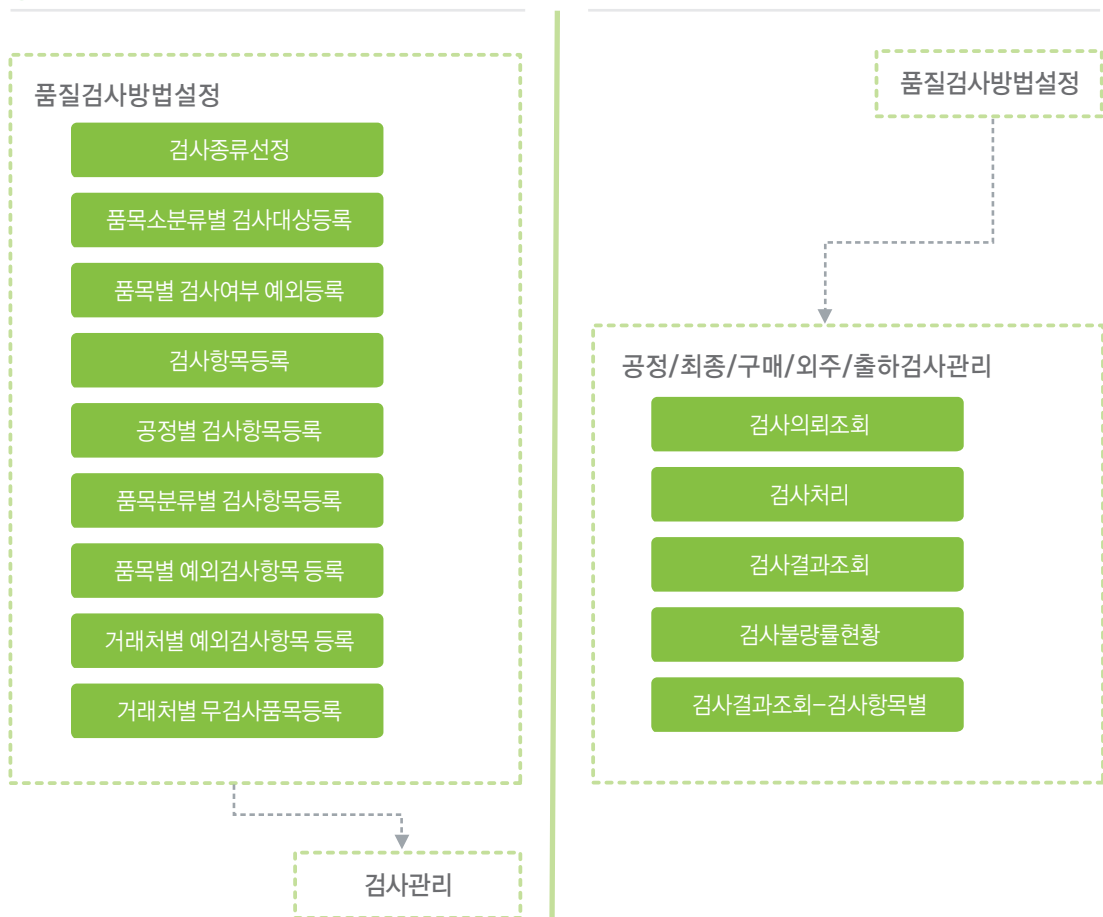 품질검사방법설정
검사종류선정
품목소분류별 검사대상등록
품목별 검사여부 예외등록
검사항목등록
공정별 검사항목등록
품목분류별 검사항목등록
품목별 예외검사항목 등록
거래처별 예외검사항목 등록
거래처별 무검사품목등록
검사관리
품질검사방법설정
공정/최종/구매/외주/출하검사관리
검사의뢰조회
검사처리
검사결과조회
검사불량률현황
검사결과조회-검사항목별